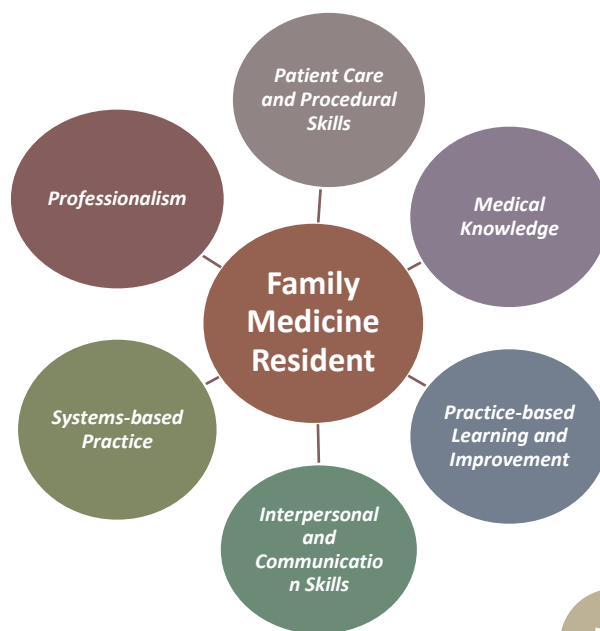 Patient Care
and Procedural
Skills
Professionalism
Medical
Knowledge
Family
Medicine
Resident
Systems-based
Practice
Practice-based
Learning and
Improvement
Interpersonal
and
Communicatio
n Skills